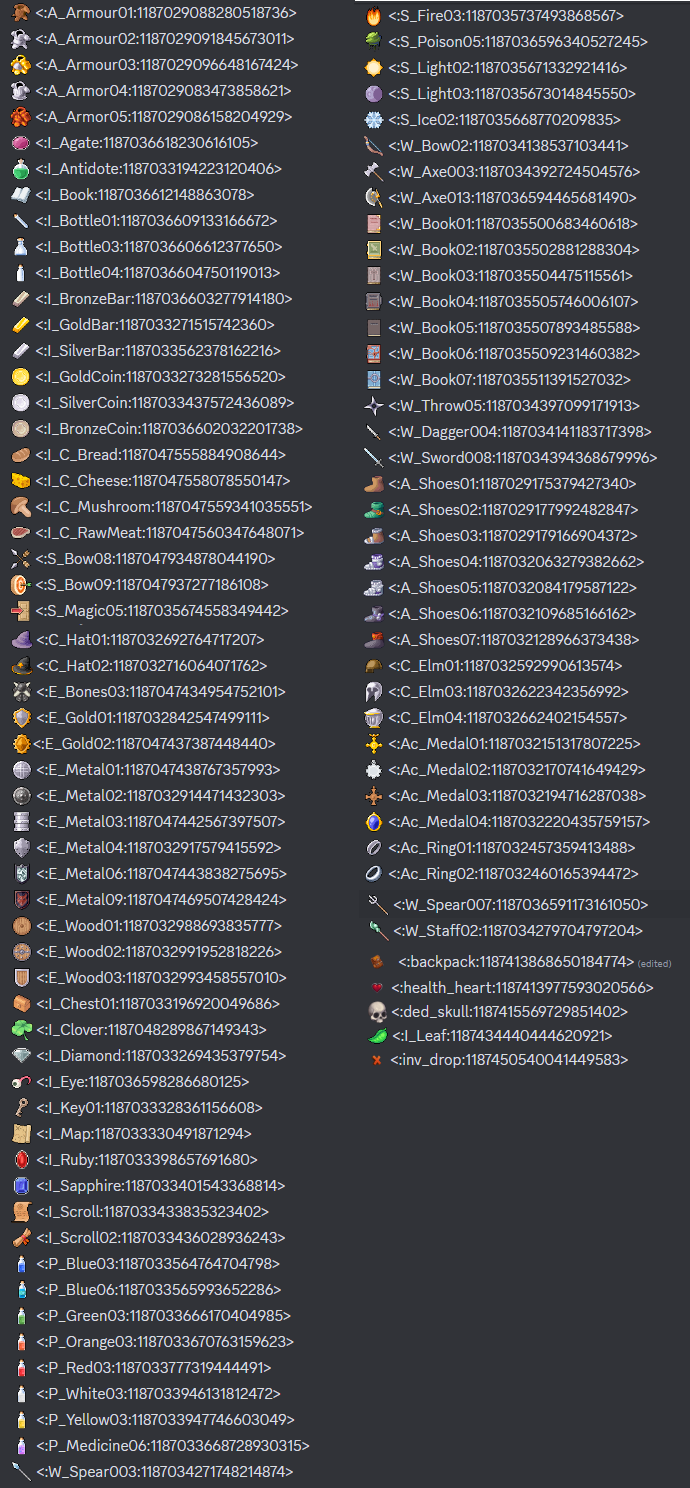 <:A_Armour01:1187029088280518736>
<:A_Armour02:1187029091845673011>
<:A_Armour03:1187029096648167424>
<:A_Armor04:1187029083473858621>
<:A_Armor05:1187029086158204929>
<:I_Agate:1187036618230616105>
<:I_Antidote:1187033194223120406>
<:I_Book:1187036612148863078>
<:I_Bottle01:1187036609133166672>
<:I_Bottle03:1187036606612377650>
<:I_Bottle04:1187036604750119013>
<:I_BronzeBar:1187036603277914180>
<:I_GoldBar:1187033271515742360>
<:I_SilverBar:1187033562378162216>
<:I_GoldCoin:1187033273281556520>
<:I_SilverCoin:1187033437572436089>
<:I_BronzeCoin:1187036602032201738>
<:I_C_Bread:1187047555884908644>
<:I_C_Cheese:1187047558078550147>
<:I_C_Mushroom:1187047559341035551>
<:I_C_RawMeat:1187047560347648071>
<:S_Bow08:1187047934878044190>
<:S_Bow09:1187047937277186108>
<:S_Magic05:1187035674558349442>
<:C_Hat01:1187032692764717207>
<:C_Hat02:1187032716064071762>
<:E_Bones03:1187047434954752101>
<:E_Gold01:1187032842547499111>
<:E_Gold02:1187047437387448440>
<:E_Metal01:1187047438767357993>
<:E_Metal02:1187032914471432303>
<:E_Metal03:1187047442567397507>
<:E_Metal04:1187032917579415592>
<:E_Metal06:1187047443838275695>
<:E_Metal09:1187047469507428424>
<:E_Wood01:1187032988693835777>
<:E_Wood02:1187032991952818226>
<:E_Wood03:1187032993458557010>
<:I_Chest01:1187033196920049686>
<:I_Clover:1187048289867149343>
<:I_Diamond:1187033269435379754>
<:I_Eye:1187036598286680125>
<:I_Key01:1187033328361156608>
<:I_Map:1187033330491871294>
<:I_Ruby:1187033398657691680>
<:I_Sapphire:1187033401543368814>
<:I_Scroll:1187033433835323402>
<:I_Scroll02:1187033436028936243>
<:P_Blue03:1187033564764704798>
<:P_Blue06:1187033565993652286>
<:P_Green03:1187033666170404985>
<:P_Orange03:1187033670763159623>
<:P_Red03:1187033777319444491>
<:P_White03:1187033946131812472>
<:P_Yellow03:1187033947746603049>
<:P_Medicine06:1187033668728930315>
<:W_Spear003:1187034271748214874>
<:S_Fire03:1187035737493868567>
<:S_Poison05:1187036596340527245>
<:S_Light02:1187035671332921416>
<:S_Light03:1187035673014845550>
<:S_Ice02:1187035668770209835>
<:W_Bow02:1187034138537103441>
<:W_Axe003:1187034392724504576>
<:W_Axe013:1187036594465681490>
<:W_Book01:1187035500683460618>
<:W_Book02:1187035502881288304>
<:W_Book03:1187035504475115561>
<:W_Book04:1187035505746006107>
<:W_Book05:1187035507893485588>
<:W_Book06:1187035509231460382>
<:W_Book07:1187035511391527032>
<:W_Throw05:1187034397099171913>
<:W_Dagger004:1187034141183717398>
<:W_Sword008:1187034394368679996>
<:A_Shoes01:1187029175379427340>
<:A_Shoes02:1187029177992482847>
<:A_Shoes03:1187029179166904372>
<:A_Shoes04:1187032063279382662>
<:A_Shoes05:1187032084179587122>
<:A_Shoes06:1187032109685166162>
<:A_Shoes07:1187032128966373438>
<:C_Elm01:1187032592990613574>
<:C_Elm03:1187032622342356992>
<:C_Elm04:1187032662402154557>
<:Ac_Medal01:1187032151317807225>
<:Ac_Medal02:1187032170741649429>
<:Ac_Medal03:1187032194716287038>
<:Ac_Medal04:1187032220435759157>
<:Ac_Ring01:1187032457359413488>
<:Ac_Ring02:1187032460165394472>
<:W_Spear007:1187036591173161050>
<:W_Staff02:1187034279704797204>
<:backpack:1187413868650184774> (edited)
<:health_heart:1187413977593020566>
<:ded_skull:1187415569729851402>
<:I_Leaf:1187434440444620921>
<:inv_drop:1187450540041449583>